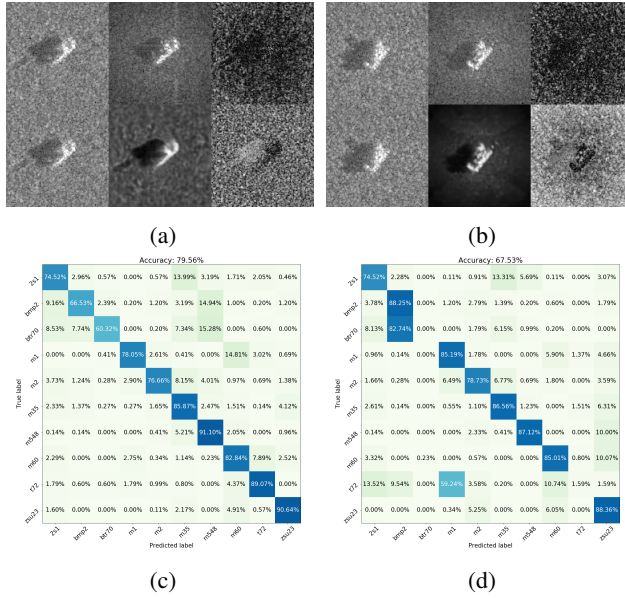 (a)
(b)
Accuracy: 79.56%
2s1 74.52% 2.96% 0.57% 0.00% 0.57% 13.99% 3.19% 1.71% 2.05% 0.46%
bmp2 9.16% 66.53% 2.39% 0.20% 1.20% 3.19% 14.94% 1.00% 0.20% 1.20%
btr70 8.53% 7.74% 60.32% 0.00% 0.20% 7.34% 15.28% 0.00% 0.60% 0.00%
m1 0.00% 0.00% 0.41% 78.05% 2.61% 0.41% 0.00% 14.81% 3.02% 0.69%
m2 3.73% 1.24% 0.28% 2.90% 76.66% 8.15% 4.01% 0.97% 0.69% 1.38%
m35 2.33% 1.37% 0.27% 0.27% 1.65% 85.87% 2.47% 1.51% 0.14% 4.12%
m548 0.14% 0.14% 0.00% 0.00% 0.41% 5.21% 91.10% 2.05% 0.00% 0.96%
m60 2.29% 0.00% 0.00% 2.75% 0.34% 1.14% 0.23% 82.84% 7.89% 2.52%
t72 1.79% 0.60% 0.60% 1.79% 0.99% 0.80% 0.00% 4.37% 89.07% 0.00%
zsu23 1.60% 0.00% 0.00% 0.00% 0.11% 2.17% 0.00% 4.91% 0.57% 90.64%
2s1 bmp2 btr70 m1 m2 m35 m548 m60 t72 zsu23
True label
Predicted label
Accuracy: 67.53%
2s1 74.52% 2.28% 0.00% 0.11% 0.91% 13.31% 5.69% 0.11% 0.00% 3.07%
bmp2 3.78% 88.25% 0.00% 1.20% 2.79% 1.39% 0.20% 0.60% 0.00% 1.79%
btr70 8.13% 82.74% 0.00% 0.00% 1.79% 6.15% 0.99% 0.20% 0.00% 0.00%
m1 0.96% 0.14% 0.00% 85.19% 1.78% 0.00% 0.00% 5.90% 1.37% 4.66%
m2 1.66% 0.28% 0.00% 6.49% 78.73% 6.77% 0.69% 1.80% 0.00% 3.59%
m35 2.61% 0.14% 0.00% 0.55% 1.10% 86.56% 1.23% 0.00% 1.51% 6.31%
m548 0.14% 0.00% 0.00% 0.00% 2.33% 0.41% 87.12% 0.00% 0.00% 10.00%
m60 3.32% 0.00% 0.23% 0.00% 0.57% 0.00% 0.00% 85.01% 0.80% 10.07%
t72 13.52% 9.54% 0.00% 59.24% 3.58% 0.20% 0.00% 10.74% 1.59% 1.59%
zsu23 0.00% 0.00% 0.00% 0.34% 5.25% 0.00% 0.00% 6.05% 0.00% 88.36%
2s1 bmp2 btr70 m1 m2 m35 m548 m60 t72 zsu23
True label
Predicted label
(c)
(d)